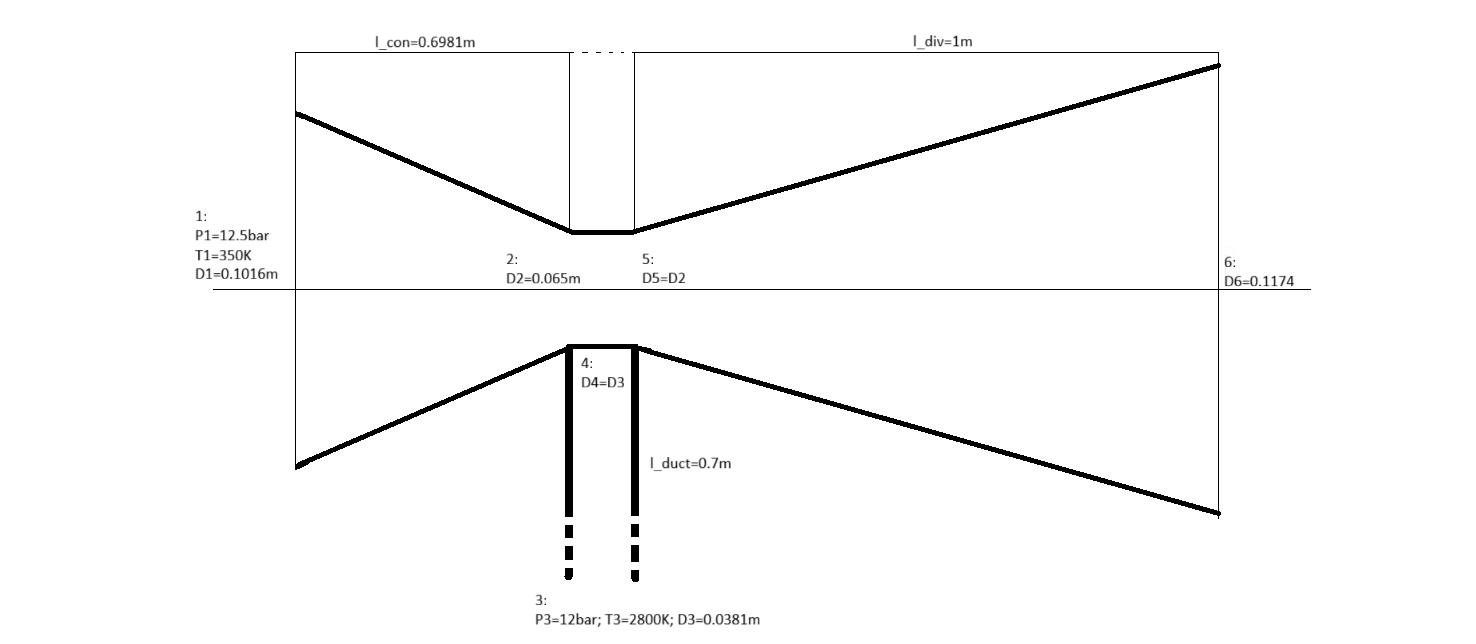 l_con=0.6981m
l_div=1m
1:
P1=12.5bar
T1=350K
D1=0.1016m
2:
D2=0.065m
5:
D5=D2
6:
D6=0.1174
4:
D4=D3
l_duct=0.7m
3:
P3=12bar; T3=2800K; D3=0.0381m